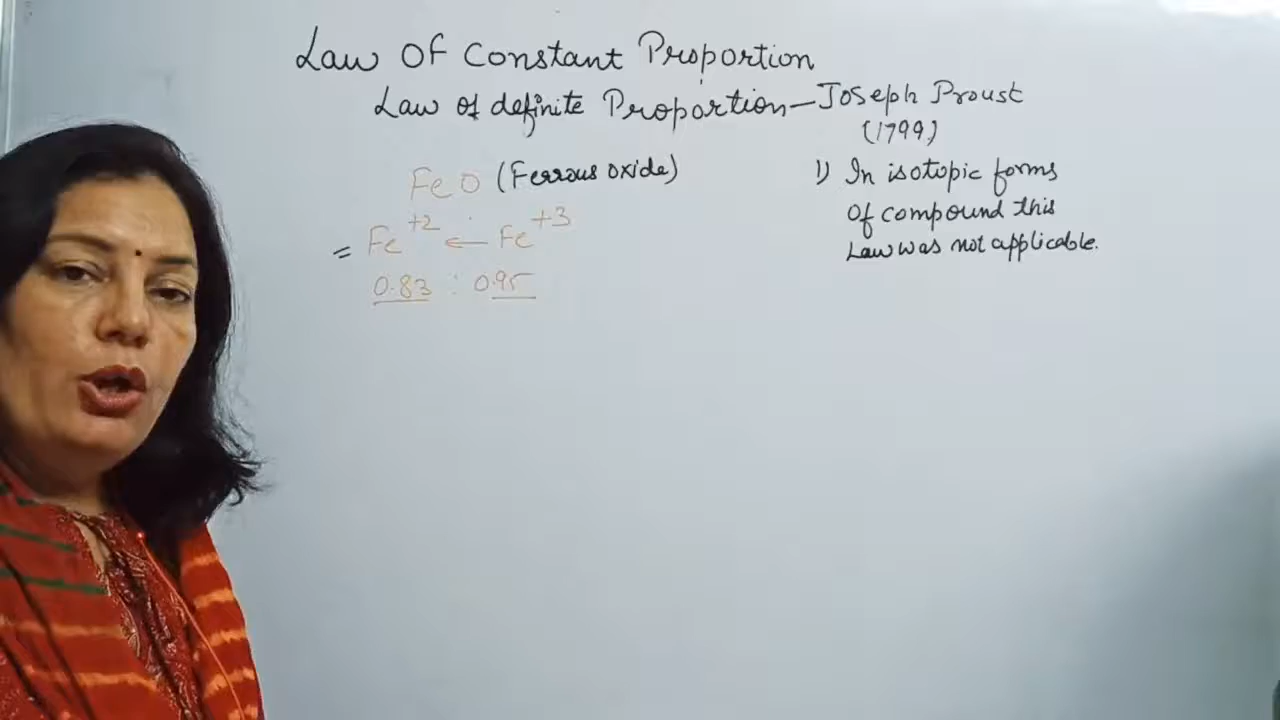 Law Of Constant Proportion
Law of definite Proportion – Joseph Proust
(1799)
FeO (Ferrous oxide)
= Fe+2 ← Fe+3
0.83 : 0.95
1) In isotopic forms
Of compound this
Law was not applicable.